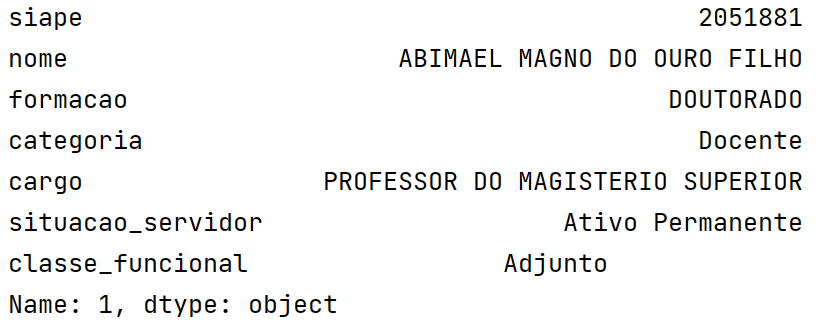 siape                                         2051881
nome                      ABIMAEL MAGNO DO OURO FILHO
formacao                                    DOUTORADO
categoria                                     Docente
cargo                PROFESSOR DO MAGISTERIO SUPERIOR
situacao_servidor                    Ativo Permanente
classe_funcional                 Adjunto
Name: 1, dtype: object